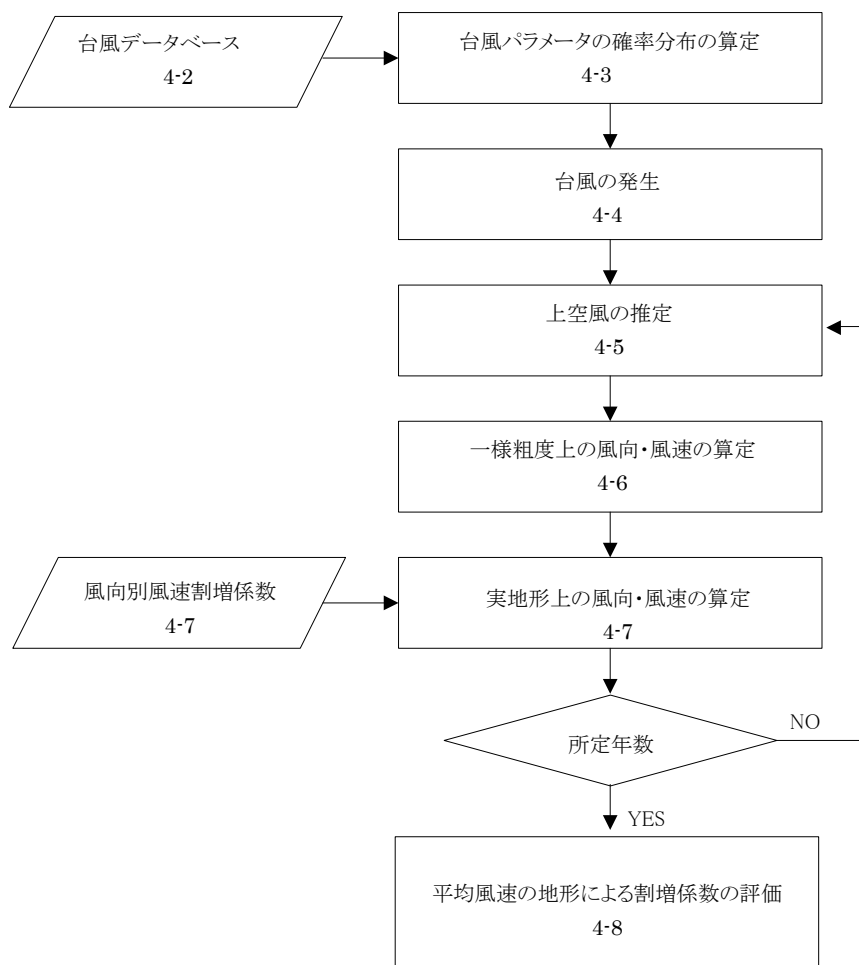 台風データベース
4-2
台風パラメータの確率分布の算定
4-3
台風の発生
4-4
上空風の推定
4-5
一様粗度上の風向・風速の算定
4-6
風向別風速割増係数
4-7
実地形上の風向・風速の算定
4-7
所定年数
NO
YES
平均風速の地形による割増係数の評価
4-8